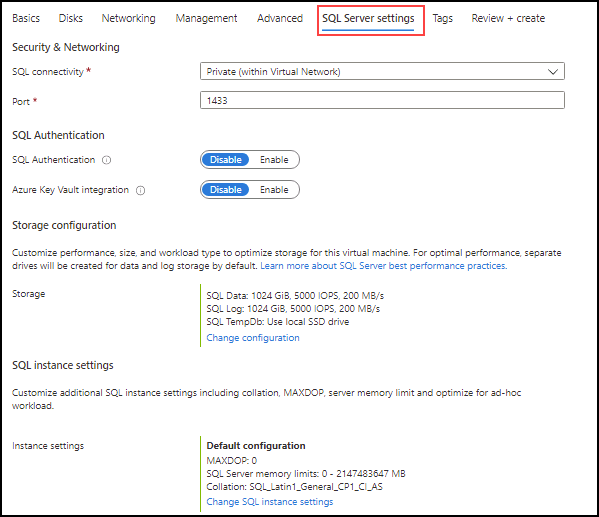 Basics Disks Networking Management Advanced SQL Server settings Tags Review + create
Security & Networking
SQL connectivity * Private (within Virtual Network)
Port * 1433
SQL Authentication
SQL Authentication Disable Enable
Azure Key Vault integration Disable Enable
Storage configuration
Customize performance, size, and workload type to optimize storage for this virtual machine. For optimal performance, separate
drives will be created for data and log storage by default. Learn more about SQL Server best performance practices.
Storage SQL Data: 1024 GiB, 5000 IOPS, 200 MB/s
SQL Log: 1024 GiB, 5000 IOPS, 200 MB/s
SQL TempDb: Use local SSD drive
Change configuration
SQL instance settings
Customize additional SQL instance settings including collation, MAXDOP, server memory limit and optimize for ad-hoc
workload.
Instance settings Default configuration
MAXDOP: 0
SQL Server memory limits: 0 - 2147483647 MB
Collation: SQL_Latin1_General_CP1_CI_AS
Change SQL instance settings